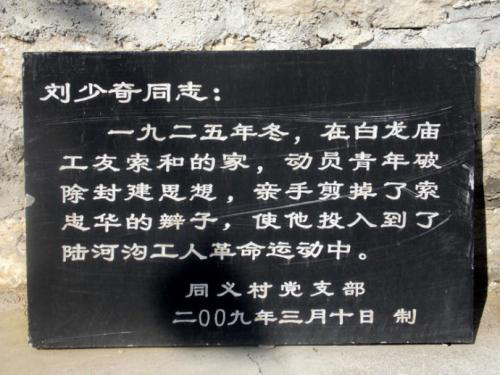 刘少奇同志：
一九二五年冬，在白龙庙
工友索和的家，动员青年破
除封建思想，亲手剪掉了索
忠华的辫子，使他投入到了
陆河沟工人革命运动中。
同义村党支部
二00九年三月十日 制